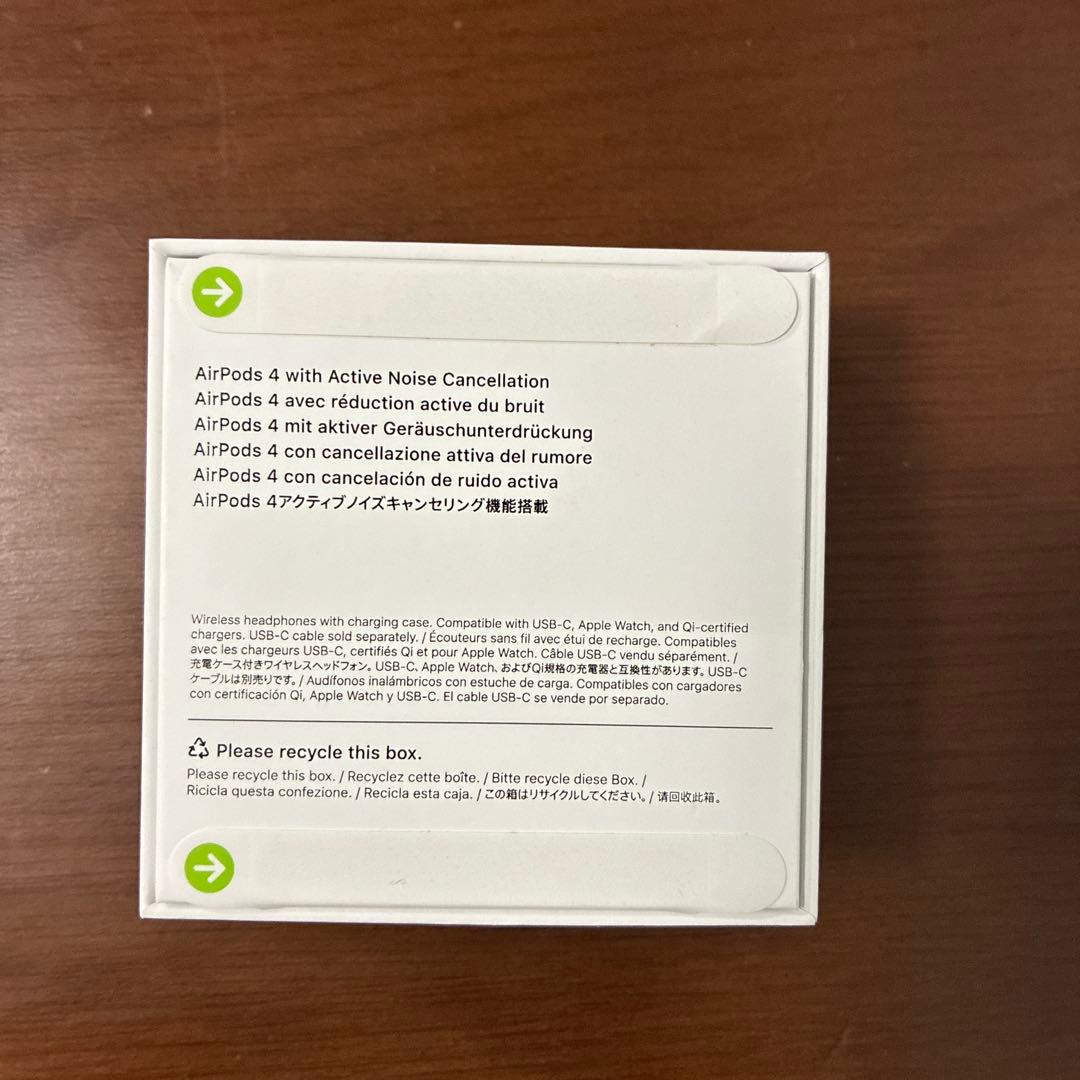 AirPods 4 with Active Noise Cancellation
AirPods 4 avec réduction active du bruit
AirPods 4 mit aktiver Geräuschunterdrückung
AirPods 4 con cancellazione attiva del rumore
AirPods 4 con cancelación de ruido activa
AirPods 4アクティブノイズキャンセリング機能搭載
Wireless headphones with charging case. Compatible with USB-C, Apple Watch, and Qi-certified
chargers. USB-C cable sold separately. / Écouteurs sans fil avec étui de recharge. Compatibles
avec les chargeurs USB-C, certifiés Qi et pour Apple Watch. Câble USB-C vendu séparément. /
充電ケース付きワイヤレスヘッドフォン。USB-C、Apple Watch、およびQi規格の充電器と互換性があります。USB-C
ケーブルは別売りです。/ Audífonos inalámbricos con estuche de carga. Compatibles con cargadores
con certificación Qi, Apple Watch y USB-C. El cable USB-C se vende por separado.
Please recycle this box.
Please recycle this box. / Recyclez cette boîte. / Bitte recycle diese Box. /
Ricicla questa confezione. / Recicla esta caja. / この箱はリサイクルしてください。/ 请回收此箱。